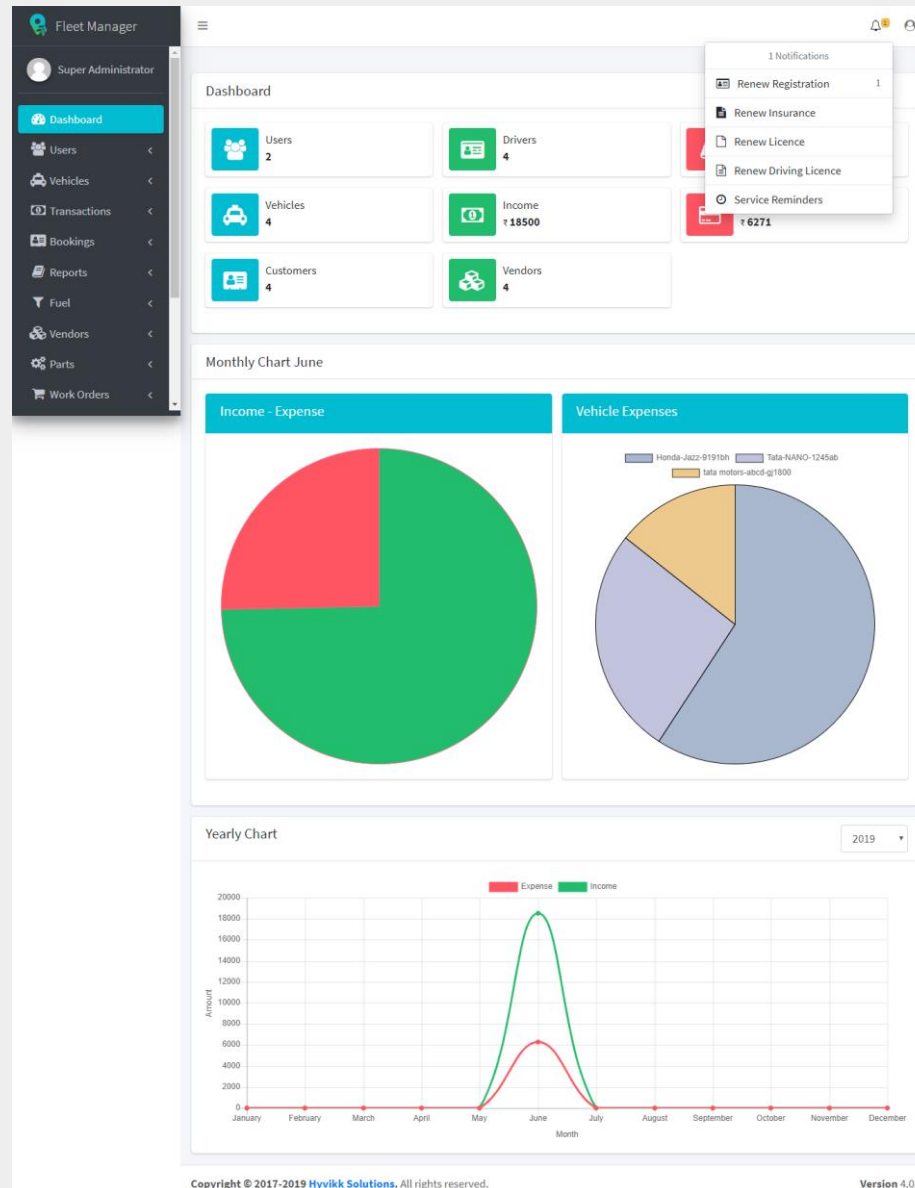 Fleet Manager
1
Super Administrator
Dashboard
Users
Vehicles
Transactions
Bookings
Reports
Fuel
Vendors
Parts
Work Orders
1 Notifications
Renew Registration 1
Renew Insurance
Renew Licence
Renew Driving Licence
Service Reminders
Dashboard
Users
2
Drivers
4
Vehicles
4
Income
₹ 18500
₹ 6271
Customers
4
Vendors
4
Monthly Chart June
Income - Expense
Vehicle Expenses
Honda-Jazz-9191bh Tata-NANO-1245ab
tata motors-abcd-gj1800
Yearly Chart
2019
Expense Income
20000
18000
16000
14000
12000
10000
8000
6000
4000
2000
0
Amount
January February March April May June July August September October November December
Month
Copyright © 2017-2019 Hyvikk Solutions. All rights reserved.
Version 4.0